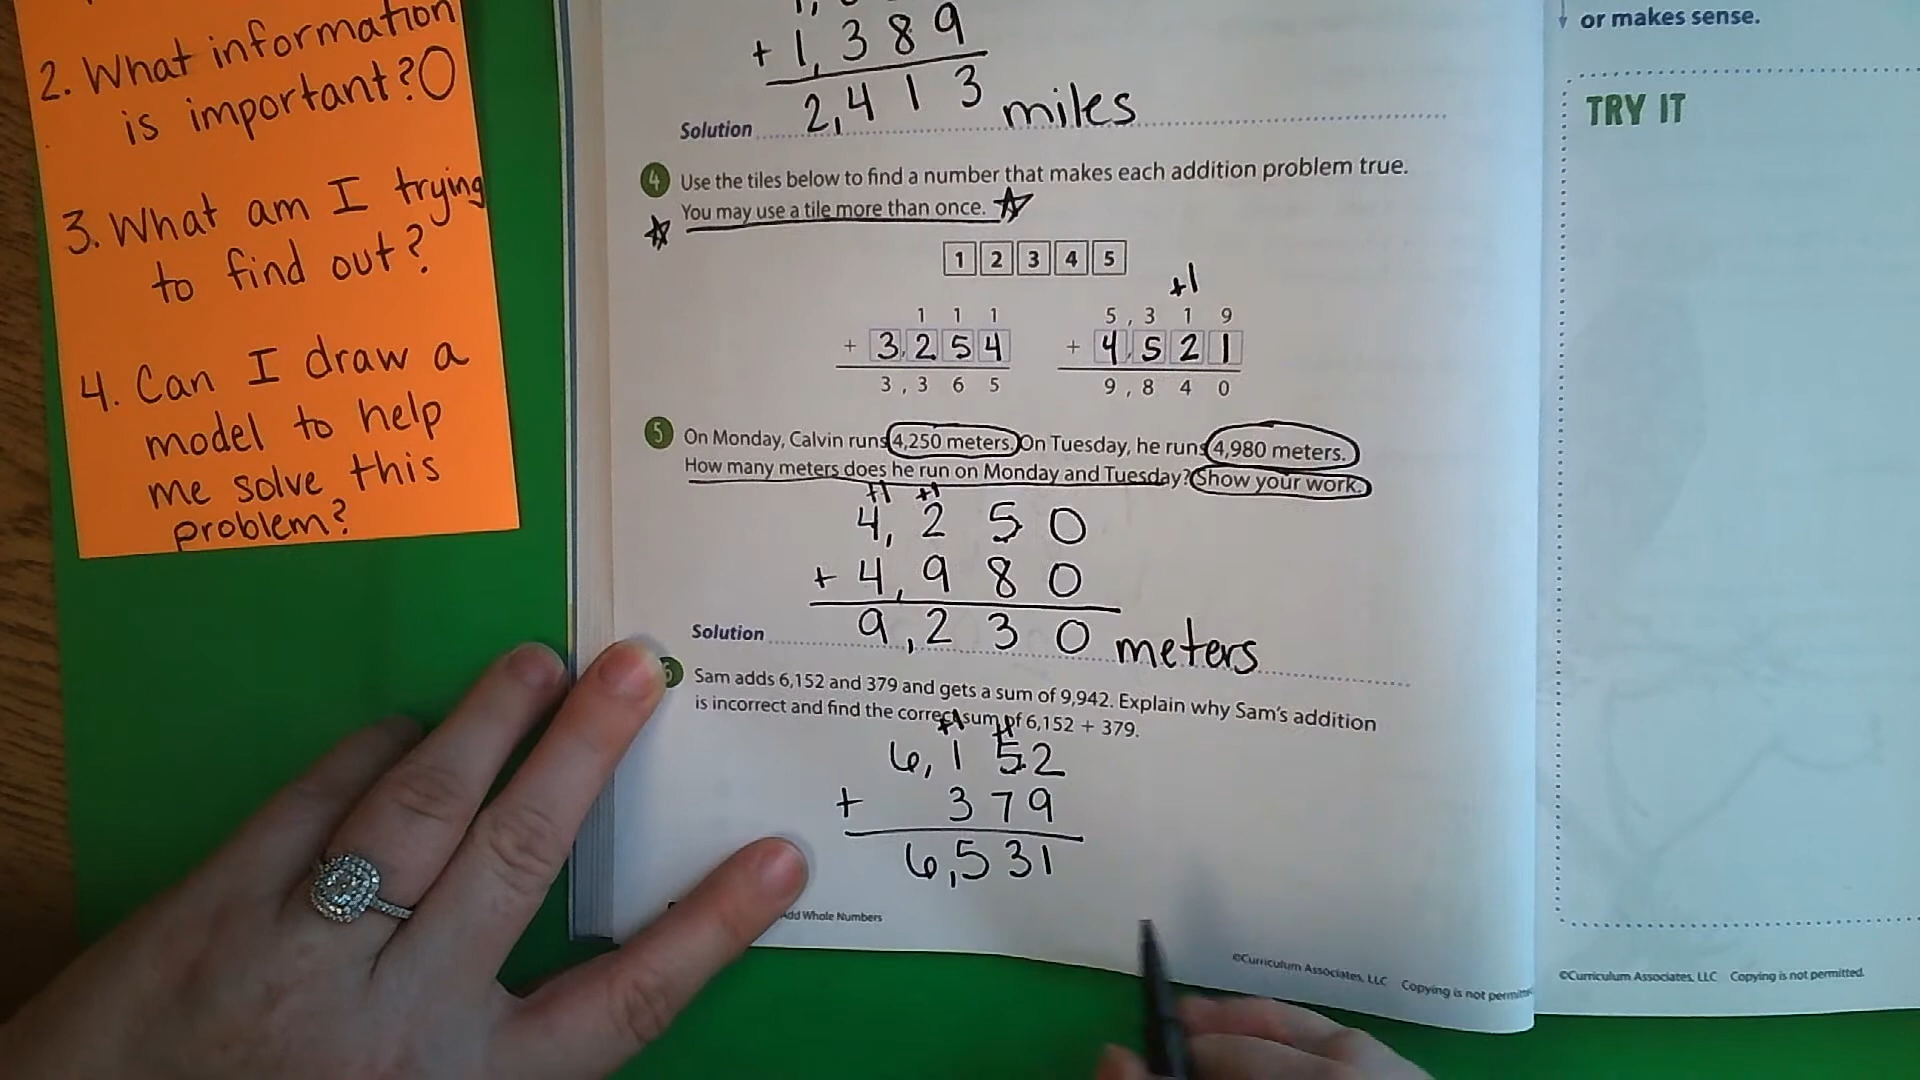 2. What information
is important?
3. What am I trying
to find out?
4. Can I draw a
model to help
me solve this
problem?
+ 1,389
2,413 miles
Solution
4 Use the tiles below to find a number that makes each addition problem true.
You may use a tile more than once.
1 2 3 4 5
+1
1 1 1
+ 3,254
3,365
5,319
+ 4,521
9,840
5 On Monday, Calvin runs 4,250 meters. On Tuesday, he runs 4,980 meters.
How many meters does he run on Monday and Tuesday? Show your work.
+1 +1
4,250
+ 4,980
9,230 meters
Solution
6 Sam adds 6,152 and 379 and gets a sum of 9,942. Explain why Sam's addition
is incorrect and find the correct sum of 6,152 + 379.
+1 +1
6,152
+ 379
6,531
Add Whole Numbers
©Curriculum Associates, LLC Copying is not permitted.
or makes sense.
TRY IT
©Curriculum Associates, LLC Copying is not permitted.